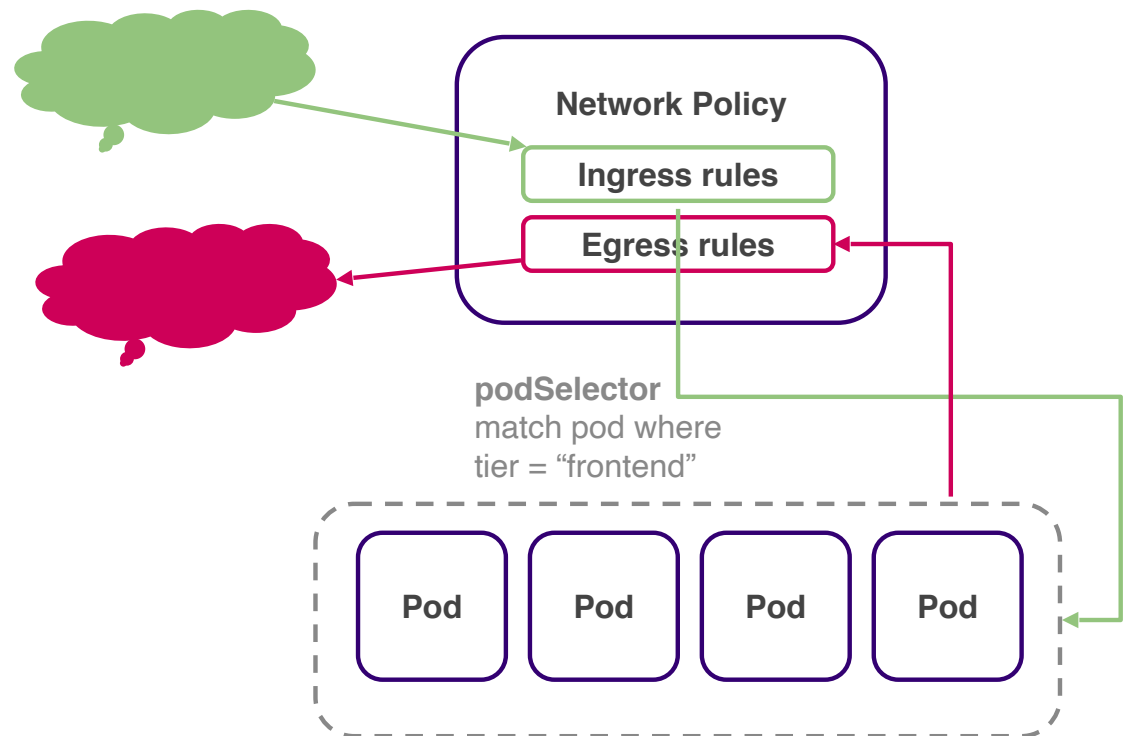 Network Policy
Ingress rules
Egress rules
podSelector
match pod where
tier = “frontend”
Pod
Pod
Pod
Pod